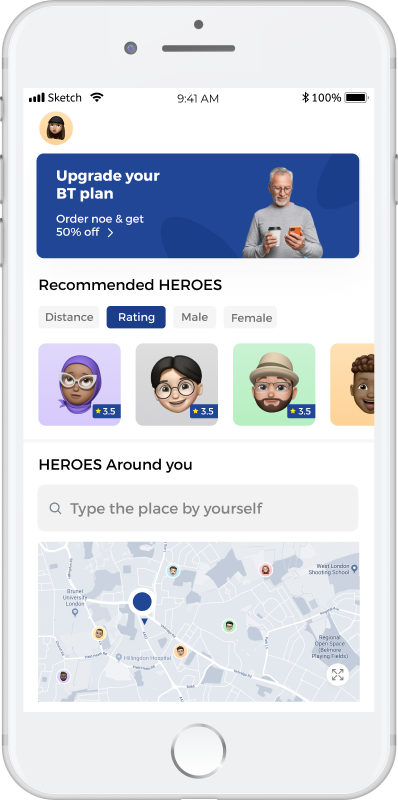 Sketch
9:41 AM
100%
Upgrade your
BT plan
Order noe & get
50% off
Recommended HEROES
Distance
Rating
Male
Female
3.5
3.5
3.5
HEROES Around you
Type the place by yourself
West London
Shooting School
Brunel
University
London
Regional
Open Space
(Belmore
Playing Fields)
Hillingdon Hospital